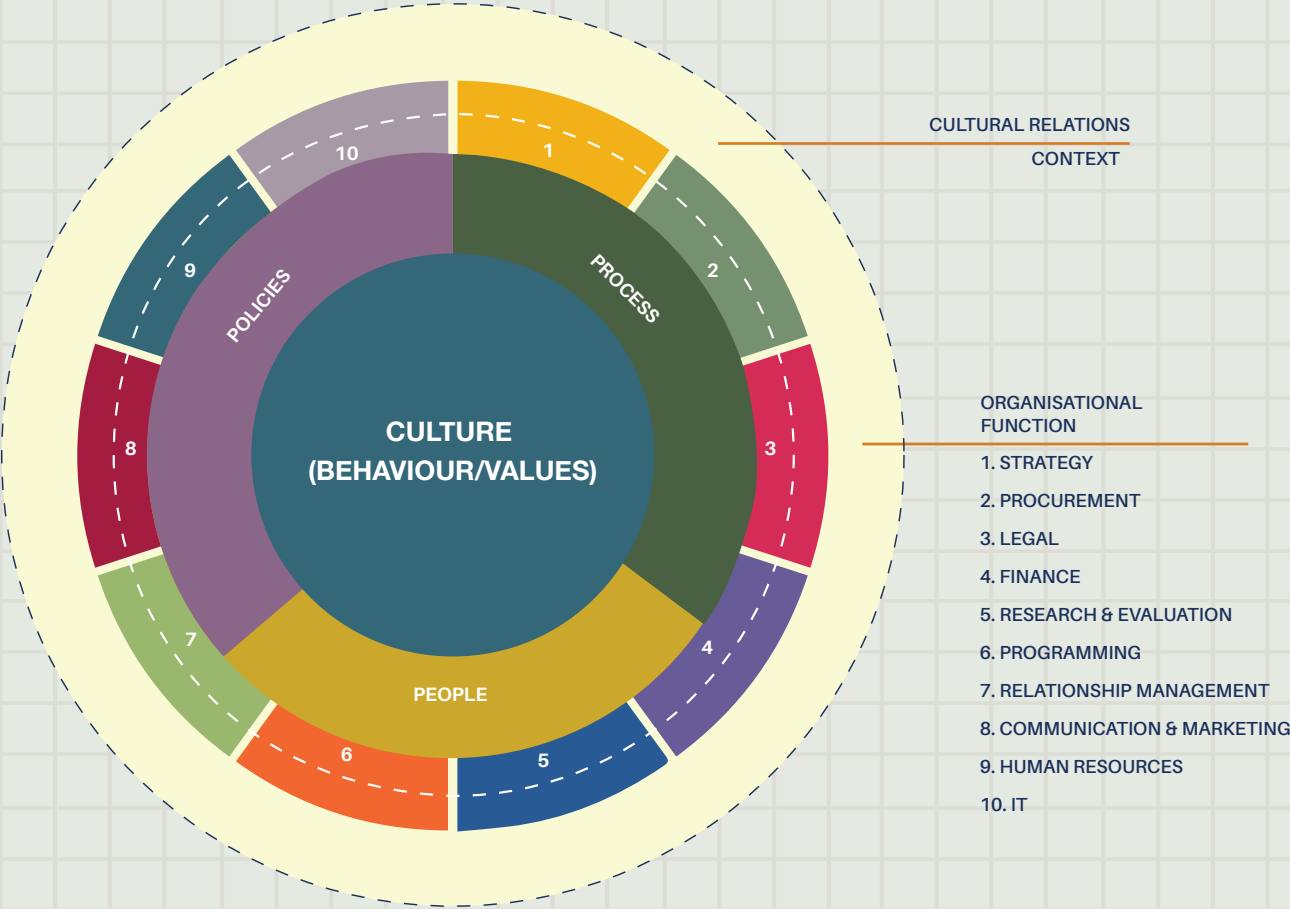 CULTURAL RELATIONS
CONTEXT
10
1
9
2
POLICIES
PROCESS
8
3
CULTURE
(BEHAVIOUR/VALUES)
7
4
PEOPLE
6
5
ORGANISATIONAL
FUNCTION
1. STRATEGY
2. PROCUREMENT
3. LEGAL
4. FINANCE
5. RESEARCH & EVALUATION
6. PROGRAMMING
7. RELATIONSHIP MANAGEMENT
8. COMMUNICATION & MARKETING
9. HUMAN RESOURCES
10. IT